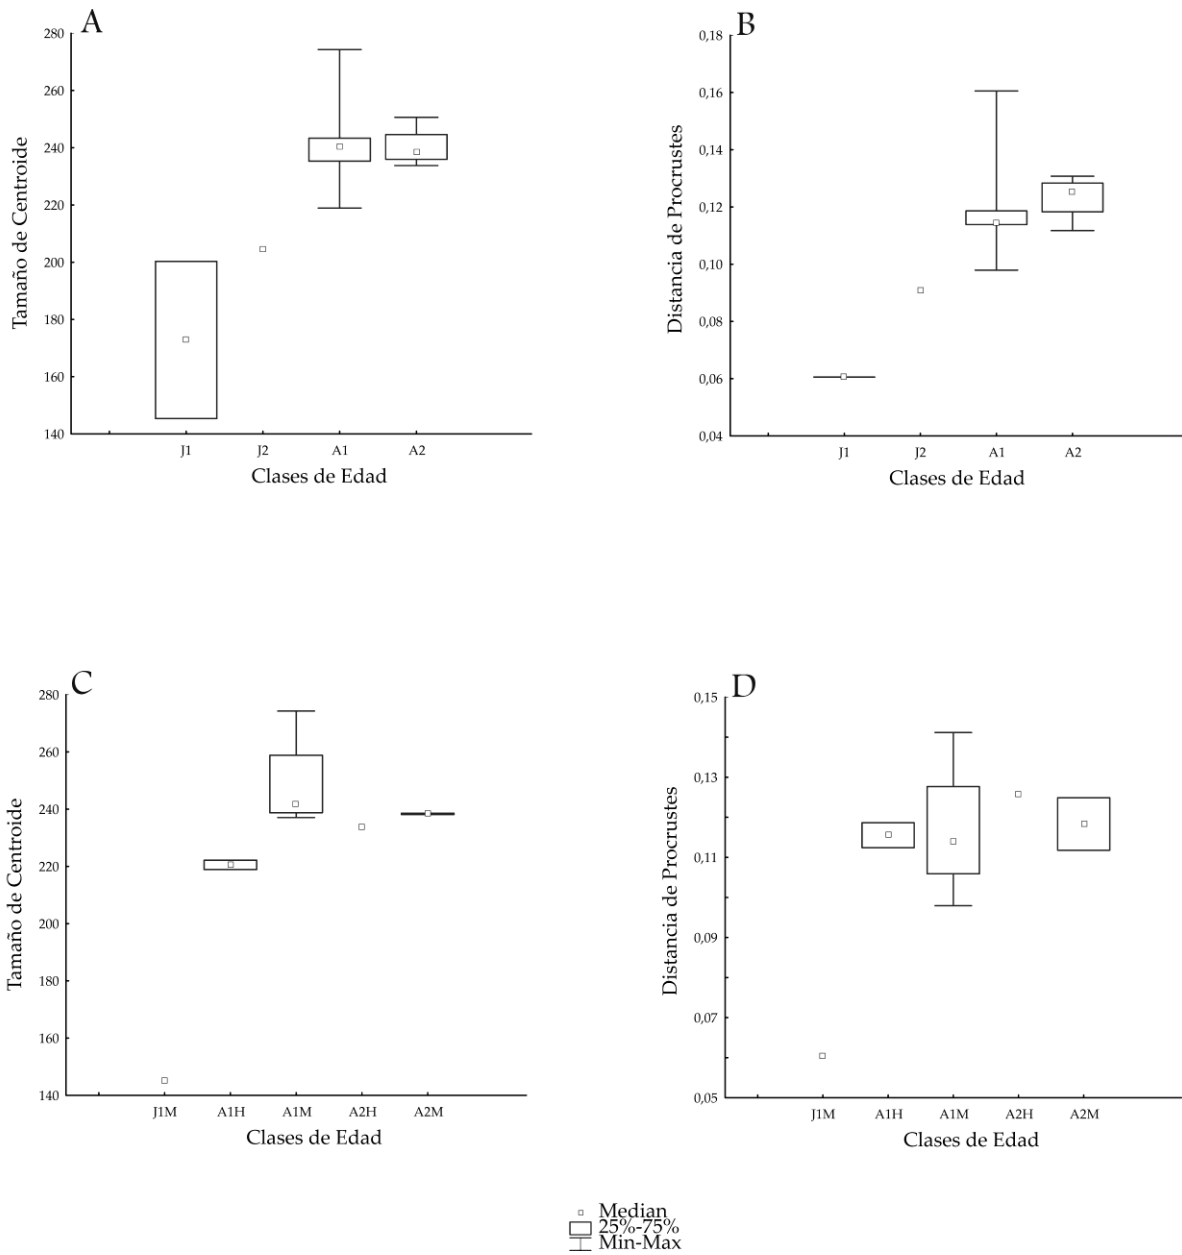 A
280
260
240
220
200
180
160
140
Tamaño de Centroide
J1 J2 A1 A2
Clases de Edad
B
0,18
0,16
0,14
0,12
0,10
0,08
0,06
0,04
Distancia de Procrustes
J1 J2 A1 A2
Clases de Edad
C
280
260
240
220
200
180
160
140
Tamaño de Centroide
J1M A1H A1M A2H A2M
Clases de Edad
D
0,15
0,13
0,11
0,09
0,07
0,05
Distancia de Procrustes
J1M A1H A1M A2H A2M
Clases de Edad
Median
25%-75%
Min-Max